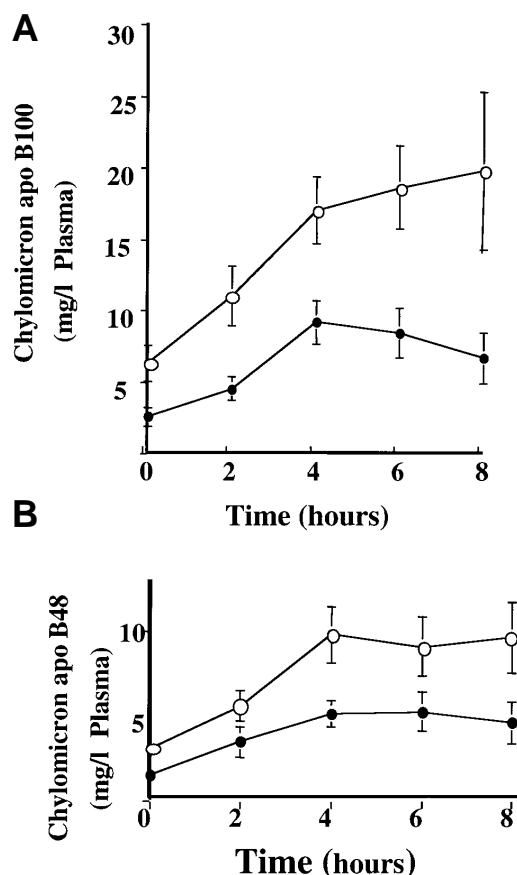 A
Chylomicron apo B100
(mg/l Plasma)
30
25
20
15
10
5
0 2 4 6 8
Time (hours)
B
Chylomicron apo B48
(mg/l Plasma)
10
5
0 2 4 6 8
Time (hours)